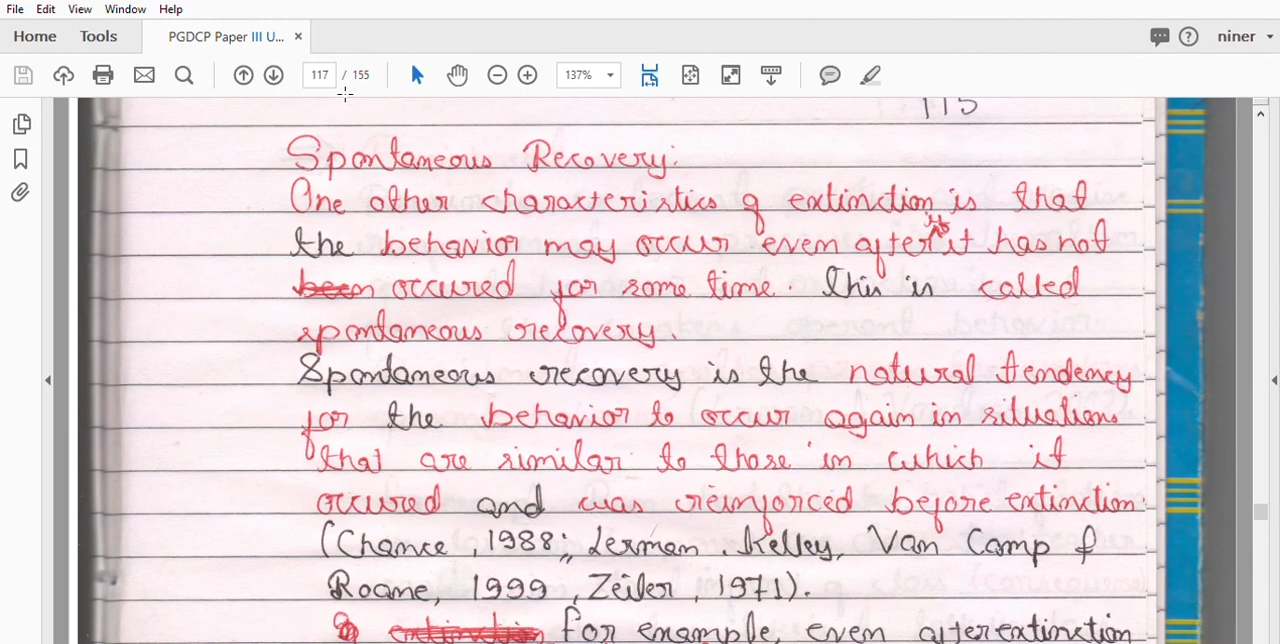 File Edit View Window Help
Home Tools PGDCP Paper III U... × niner
117 / 155 137%
115
Spontaneous Recovery:
One other characteristics of extinction is that
the behavior may occur even after it has not
occured for some time. This is called
spontaneous recovery.
Spontaneous recovery is the natural tendency
for the behavior to occur again in situations
that are similar to those in which it
occured and was reinforced before extinction
(Chance, 1988; Lerman, Kelley, Van Camp &
Roane, 1999, Zeiler, 1971).
For example, even after extinction